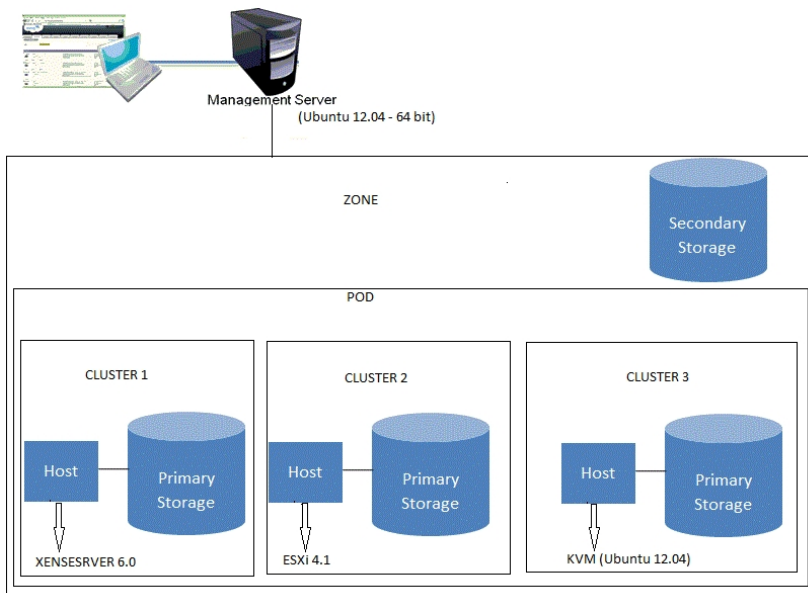 Management Server
(Ubuntu 12.04 - 64 bit)
ZONE
Secondary
Storage
POD
CLUSTER 1
CLUSTER 2
CLUSTER 3
Host
Primary
Storage
Host
Primary
Storage
Host
Primary
Storage
XENSESRVER 6.0
ESXi 4.1
KVM (Ubuntu 12.04)